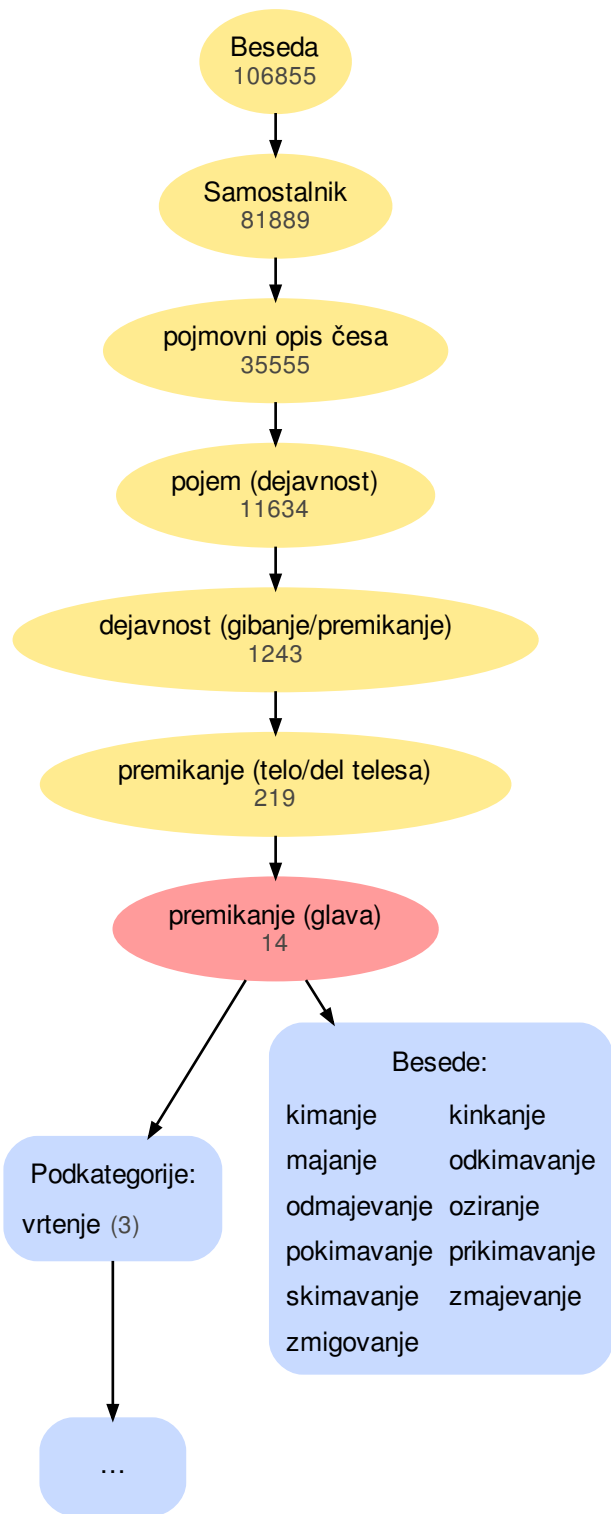 Beseda
106855
Samostalnik
81889
pojmovni opis česa
35555
pojem (dejavnost)
11634
dejavnost (gibanje/premikanje)
1243
premikanje (telo/del telesa)
219
premikanje (glava)
14
Besede:
kimanje kinkanje
majanje odkimavanje
odmajevanje oziranje
pokimavanje prikimavanje
skimavanje zmajevanje
zmigovanje
Podkategorije:
vrtenje (3)
...